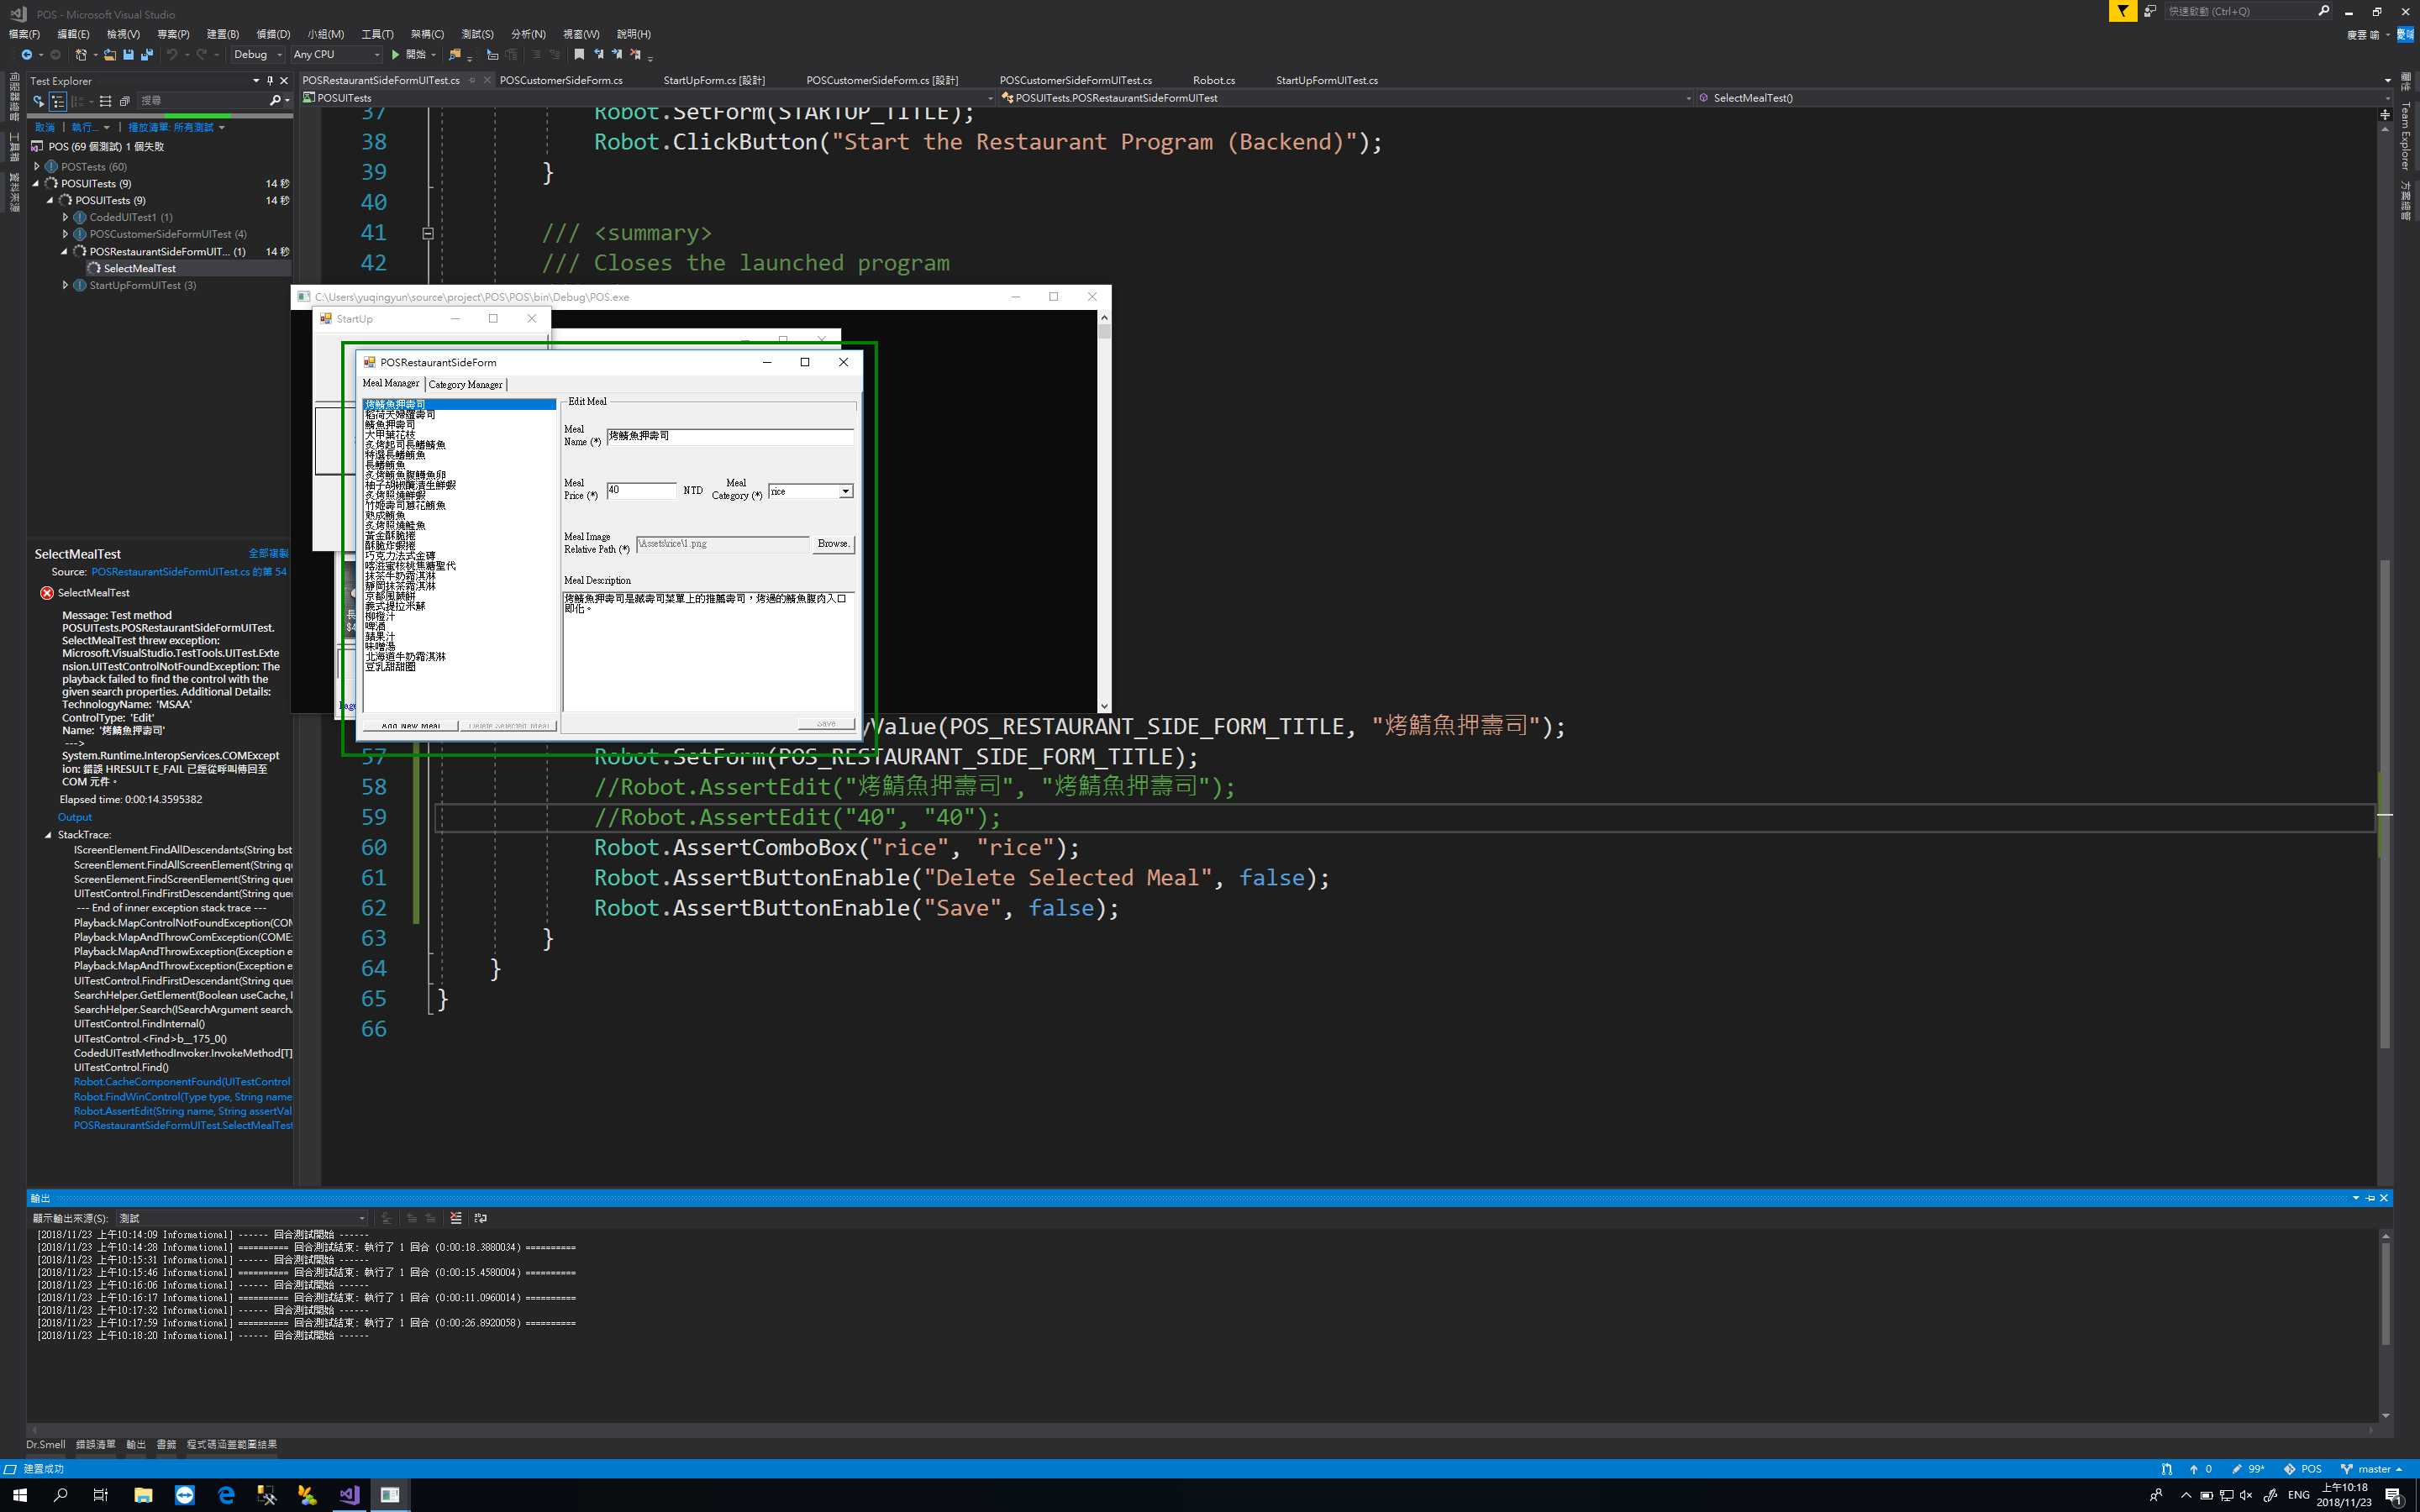 POS - Microsoft Visual Studio
快速啟動 (Ctrl+Q)
檔案(F) 編輯(E) 檢視(V) 專案(P) 建置(B) 偵錯(D) 小組(M) 工具(T) 架構(C) 測試(S) 分析(N) 視窗(W) 說明(H)
慶雲 喻
Debug Any CPU 開始
Test Explorer
POSRestaurantSideFormUITest.cs POSCustomerSideForm.cs StartUpForm.cs [設計] POSCustomerSideForm.cs [設計] POSCustomerSideFormUITest.cs Robot.cs StartUpFormUITest.cs
搜尋
POSUITests POSUITests.POSRestaurantSideFormUITest SelectMealTest()
取消 執行... 播放清單: 所有測試
POS (69 個測試) 1 個失敗
POSTests (60)
POSUITests (9) 14 秒
POSUITests (9) 14 秒
CodedUITest1 (1)
POSCustomerSideFormUITest (4)
POSRestaurantSideFormUIT... (1) 14 秒
SelectMealTest
StartUpFormUITest (3)
Team Explorer
方案總管
工具箱
資料來源
37 Robot.SetForm(STARTUP_TITLE);
38 Robot.ClickButton("Start the Restaurant Program (Backend)");
39 }
40
41 /// <summary>
42 /// Closes the launched program
C:\Users\yuqingyun\source\project\POS\POS\bin\Debug\POS.exe
StartUp
POSRestaurantSideForm
Meal Manager Category Manager
烤鯖魚押壽司
稻荷天婦羅壽司
鯖魚押壽司
大甲葉花枝
炙烤起司長鰭鮪魚
特選長鰭鮪魚
長鰭鮪魚
炙烤鮪魚腹鱒魚卵
柚子胡椒醃漬生鮮蝦
炙烤照燒鮮蝦
竹姬壽司蔥花鮪魚
熟成鮪魚
炙烤照燒鮭魚
黃金酥脆捲
酥脆炸蝦捲
巧克力法式金磚
喀滋蜜核桃焦糖聖代
抹茶牛奶霜淇淋
靜岡抹茶霜淇淋
京都風蕨餅
義式提拉米蘇
柳橙汁
啤酒
蘋果汁
味噌湯
北海道牛奶霜淇淋
豆乳甜甜圈
Add New Meal Delete Selected Meal
Edit Meal
Meal Name (*) 烤鯖魚押壽司
Meal Price (*) 40 NTD Meal Category (*) rice
Meal Image Relative Path (*) \Assets\rice\1.png Browse.
Meal Description
烤鯖魚押壽司是藏壽司菜單上的推薦壽司，烤過的鯖魚腹肉入口
即化。
Save
yValue(POS_RESTAURANT_SIDE_FORM_TITLE, "烤鯖魚押壽司");
57 Robot.SetForm(POS_RESTAURANT_SIDE_FORM_TITLE);
58 //Robot.AssertEdit("烤鯖魚押壽司", "烤鯖魚押壽司");
59 //Robot.AssertEdit("40", "40");
60 Robot.AssertComboBox("rice", "rice");
61 Robot.AssertButtonEnable("Delete Selected Meal", false);
62 Robot.AssertButtonEnable("Save", false);
63 }
64 }
65 }
66
SelectMealTest 全部複製
Source: POSRestaurantSideFormUITest.cs 的第 54
SelectMealTest
Message: Test method
POSUITests.POSRestaurantSideFormUITest.
SelectMealTest threw exception:
Microsoft.VisualStudio.TestTools.UITest.Exte
nsion.UITestControlNotFoundException: The
playback failed to find the control with the
given search properties. Additional Details:
TechnologyName: 'MSAA'
ControlType: 'Edit'
Name: '烤鯖魚押壽司'
--->
System.Runtime.InteropServices.COMExcept
ion: 錯誤 HRESULT E_FAIL 已經從呼叫傳回至
COM 元件。
Elapsed time: 0:00:14.3595382
Output
StackTrace:
IScreenElement.FindAllDescendants(String bst
ScreenElement.FindAllScreenElement(String qu
ScreenElement.FindScreenElement(String quer
UITestControl.FindFirstDescendant(String quer
--- End of inner exception stack trace ---
Playback.MapControlNotFoundException(COM
Playback.MapAndThrowComException(COMEx
Playback.MapAndThrowException(Exception e
Playback.MapAndThrowException(Exception e
UITestControl.FindFirstDescendant(String quer
SearchHelper.GetElement(Boolean useCache, I
SearchHelper.Search(ISearchArgument search
UITestControl.FindInternal()
UITestControl.<Find>b__175_0()
CodedUITestMethodInvoker.InvokeMethod[T]
UITestControl.Find()
Robot.CacheComponentFound(UITestControl
Robot.FindWinControl(Type type, String name
Robot.AssertEdit(String name, String assertVal
POSRestaurantSideFormUITest.SelectMealTest
輸出
顯示輸出來源(S): 測試
[2018/11/23 上午10:14:09 Informational] ------ 回合測試開始 ------
[2018/11/23 上午10:14:28 Informational] ========== 回合測試結束: 執行了 1 回合 (0:00:18.3880034) ==========
[2018/11/23 上午10:15:31 Informational] ------ 回合測試開始 ------
[2018/11/23 上午10:15:46 Informational] ========== 回合測試結束: 執行了 1 回合 (0:00:15.4580004) ==========
[2018/11/23 上午10:16:06 Informational] ------ 回合測試開始 ------
[2018/11/23 上午10:16:17 Informational] ========== 回合測試結束: 執行了 1 回合 (0:00:11.0960014) ==========
[2018/11/23 上午10:17:32 Informational] ------ 回合測試開始 ------
[2018/11/23 上午10:17:59 Informational] ========== 回合測試結束: 執行了 1 回合 (0:00:26.8920058) ==========
[2018/11/23 上午10:18:20 Informational] ------ 回合測試開始 ------
Dr.Smell 錯誤清單 輸出 書籤 程式碼涵蓋範圍結果
建置成功
0 99* POS master
ENG 上午10:18
2018/11/23